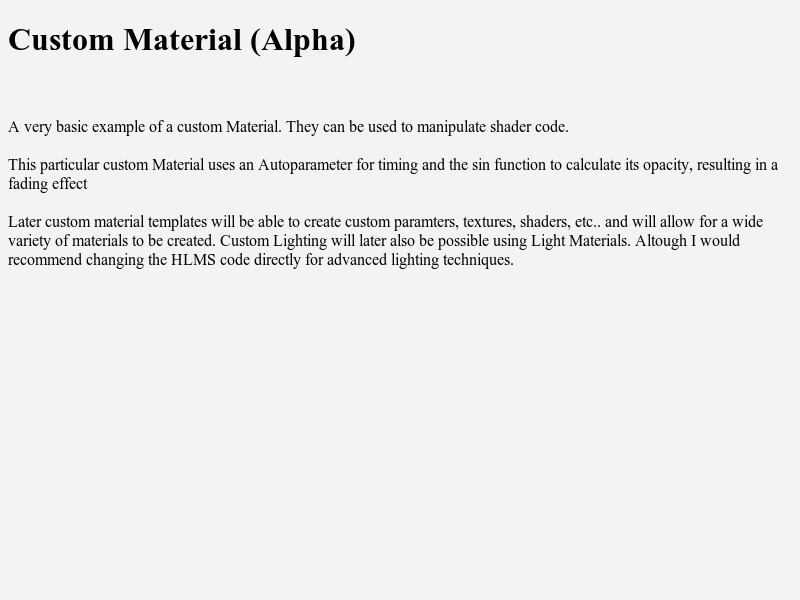 Custom Material (Alpha)
A very basic example of a custom Material. They can be used to manipulate shader code.
This particular custom Material uses an Autoparameter for timing and the sin function to calculate its opacity, resulting in a
fading effect
Later custom material templates will be able to create custom paramters, textures, shaders, etc.. and will allow for a wide
variety of materials to be created. Custom Lighting will later also be possible using Light Materials. Altough I would
recommend changing the HLMS code directly for advanced lighting techniques.